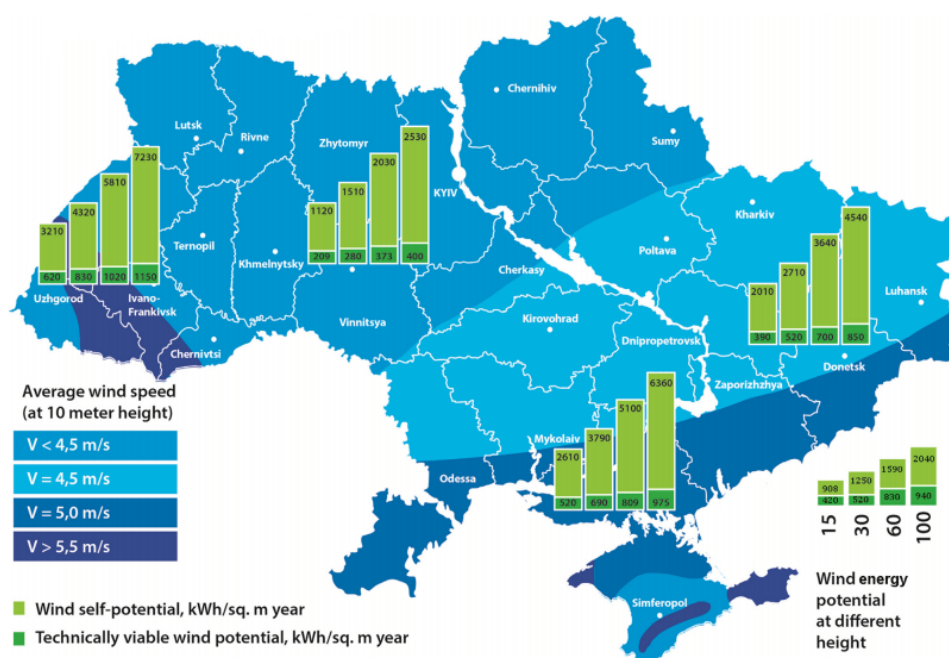 Chernihiv
Lutsk
Rivne
Zhytomyr
KYIV
Sumy
Kharkiv
Poltava
Ternopil
Khmelnytsky
Cherkasy
Luhansk
Uzhgorod
Ivano-
Frankivsk
Vinnitsya
Kirovohrad
Chernivtsi
Dnipropetrovsk
Donetsk
Zaporizhzhya
Mykolaiv
Odessa
Simferopol
3210 4320 5810 7230
620 830 1020 1150
1120 1510 2030 2530
209 280 373 400
2010 2710 3640 4540
390 520 700 850
2610 3790 5100 6360
520 690 809 975
Average wind speed
(at 10 meter height)
V < 4,5 m/s
V = 4,5 m/s
V = 5,0 m/s
V > 5,5 m/s
Wind self-potential, kWh/sq. m year
Technically viable wind potential, kWh/sq. m year
908 1250 1590 2040
420 520 830 940
15 30 60 100
Wind energy
potential
at different
height